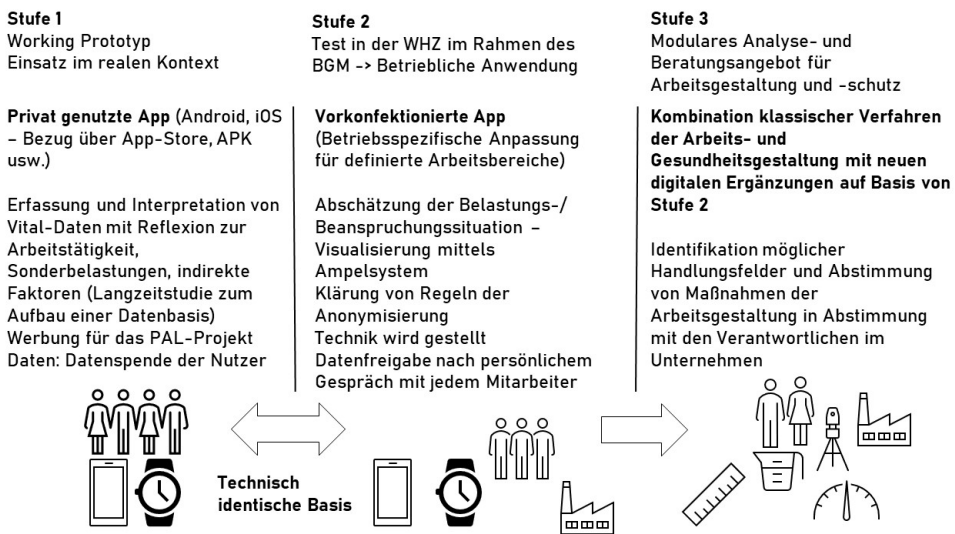 Stufe 1
Working Prototyp
Einsatz im realen Kontext
Privat genutzte App (Android, iOS
– Bezug über App-Store, APK
usw.)
Erfassung und Interpretation von
Vital-Daten mit Reflexion zur
Arbeitstätigkeit,
Sonderbelastungen, indirekte
Faktoren (Langzeitstudie zum
Aufbau einer Datenbasis)
Werbung für das PAL-Projekt
Daten: Datenspende der Nutzer
Stufe 2
Test in der WHZ im Rahmen des
BGM -> Betriebliche Anwendung
Vorkonfektionierte App
(Betriebsspezifische Anpassung
für definierte Arbeitsbereiche)
Abschätzung der Belastungs-/
Beanspruchungssituation –
Visualisierung mittels
Ampelsystem
Klärung von Regeln der
Anonymisierung
Technik wird gestellt
Datenfreigabe nach persönlichem
Gespräch mit jedem Mitarbeiter
Stufe 3
Modulares Analyse- und
Beratungsangebot für
Arbeitsgestaltung und -schutz
Kombination klassischer Verfahren
der Arbeits- und
Gesundheitsgestaltung mit neuen
digitalen Ergänzungen auf Basis von
Stufe 2
Identifikation möglicher
Handlungsfelder und Abstimmung
von Maßnahmen der
Arbeitsgestaltung in Abstimmung
mit den Verantwortlichen im
Unternehmen
Technisch
identische Basis